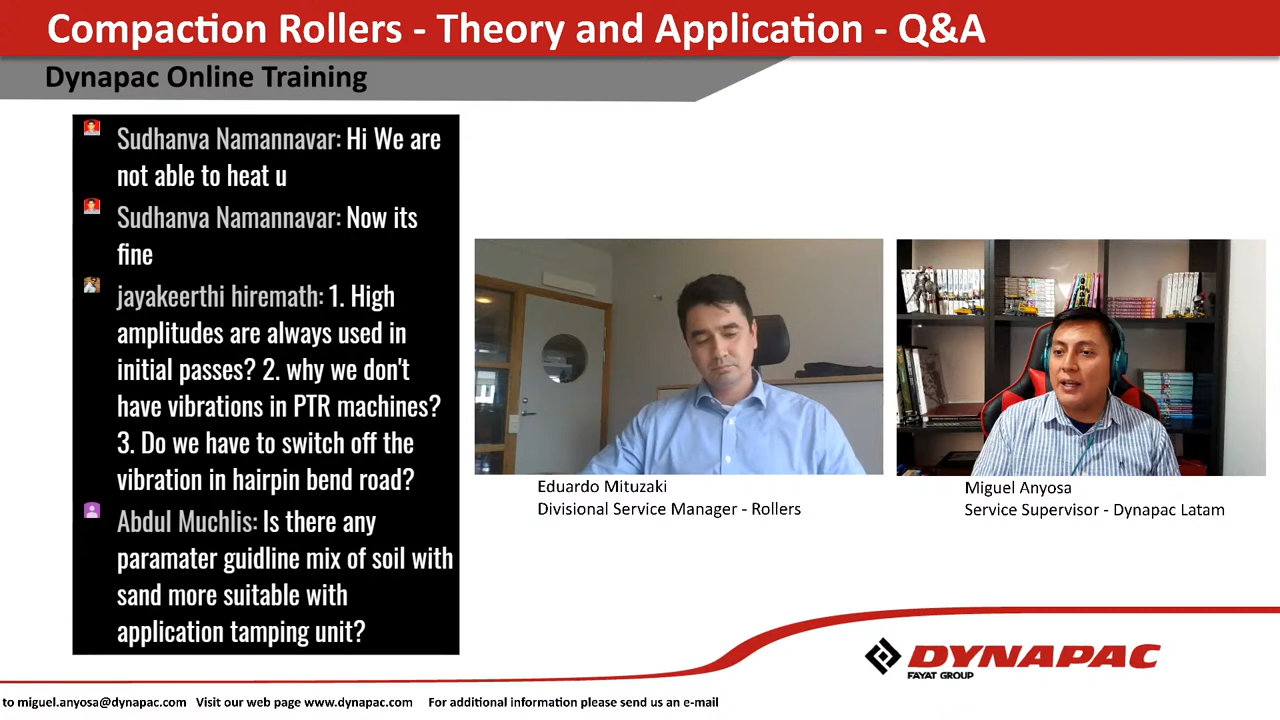 Compaction Rollers - Theory and Application - Q&A
Dynapac Online Training
Sudhanva Namannavar: Hi We are
not able to heat u
Sudhanva Namannavar: Now its
fine
jayakeerthi hiremath: 1. High
amplitudes are always used in
initial passes? 2. why we don't
have vibrations in PTR machines?
3. Do we have to switch off the
vibration in hairpin bend road?
Abdul Muchlis: Is there any
paramater guidline mix of soil with
sand more suitable with
application tamping unit?
Eduardo Mituzaki
Divisional Service Manager - Rollers
Miguel Anyosa
Service Supervisor - Dynapac Latam
DYNAPAC
FAYAT GROUP
to miguel.anyosa@dynapac.com Visit our web page www.dynapac.com For additional information please send us an e-mail